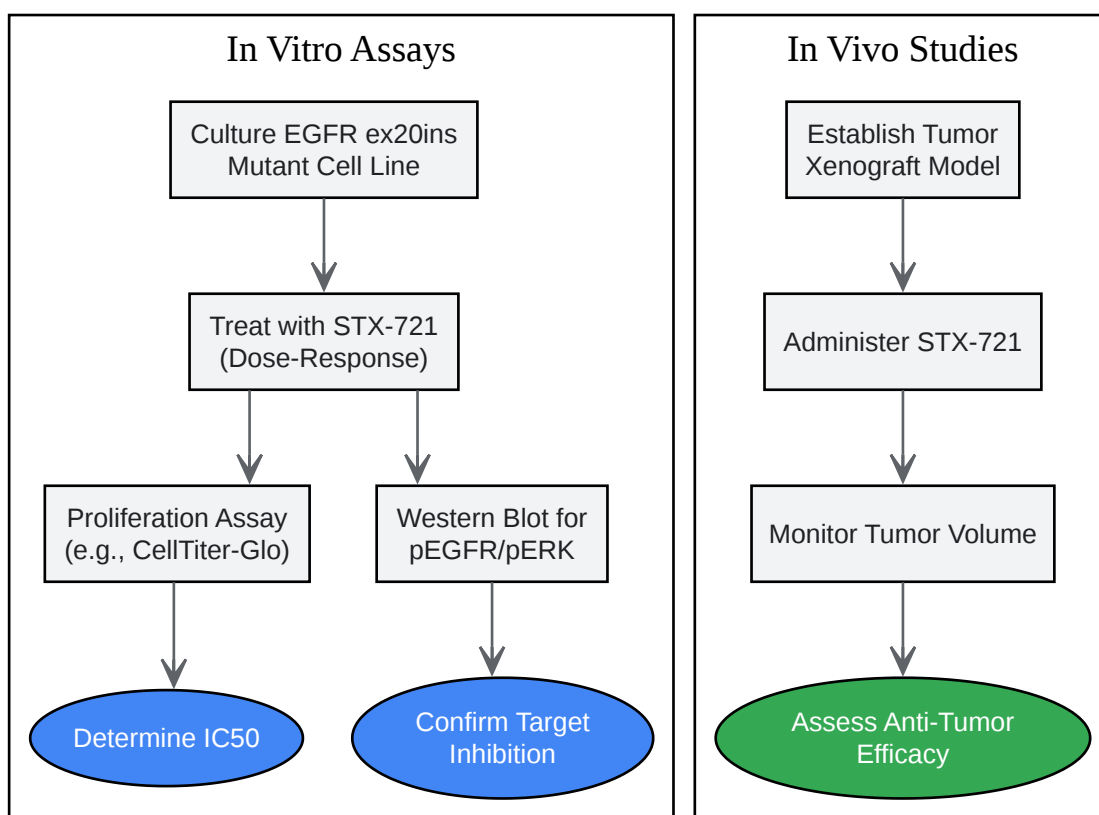 In Vitro Assays
Culture EGFR ex20ins
Mutant Cell Line
Treat with STX-721
(Dose-Response)
Proliferation Assay
(e.g., CellTiter-Glo)
Western Blot for
pEGFR/pERK
Determine IC50
Confirm Target
Inhibition
In Vivo Studies
Establish Tumor
Xenograft Model
Administer STX-721
Monitor Tumor Volume
Assess Anti-Tumor
Efficacy